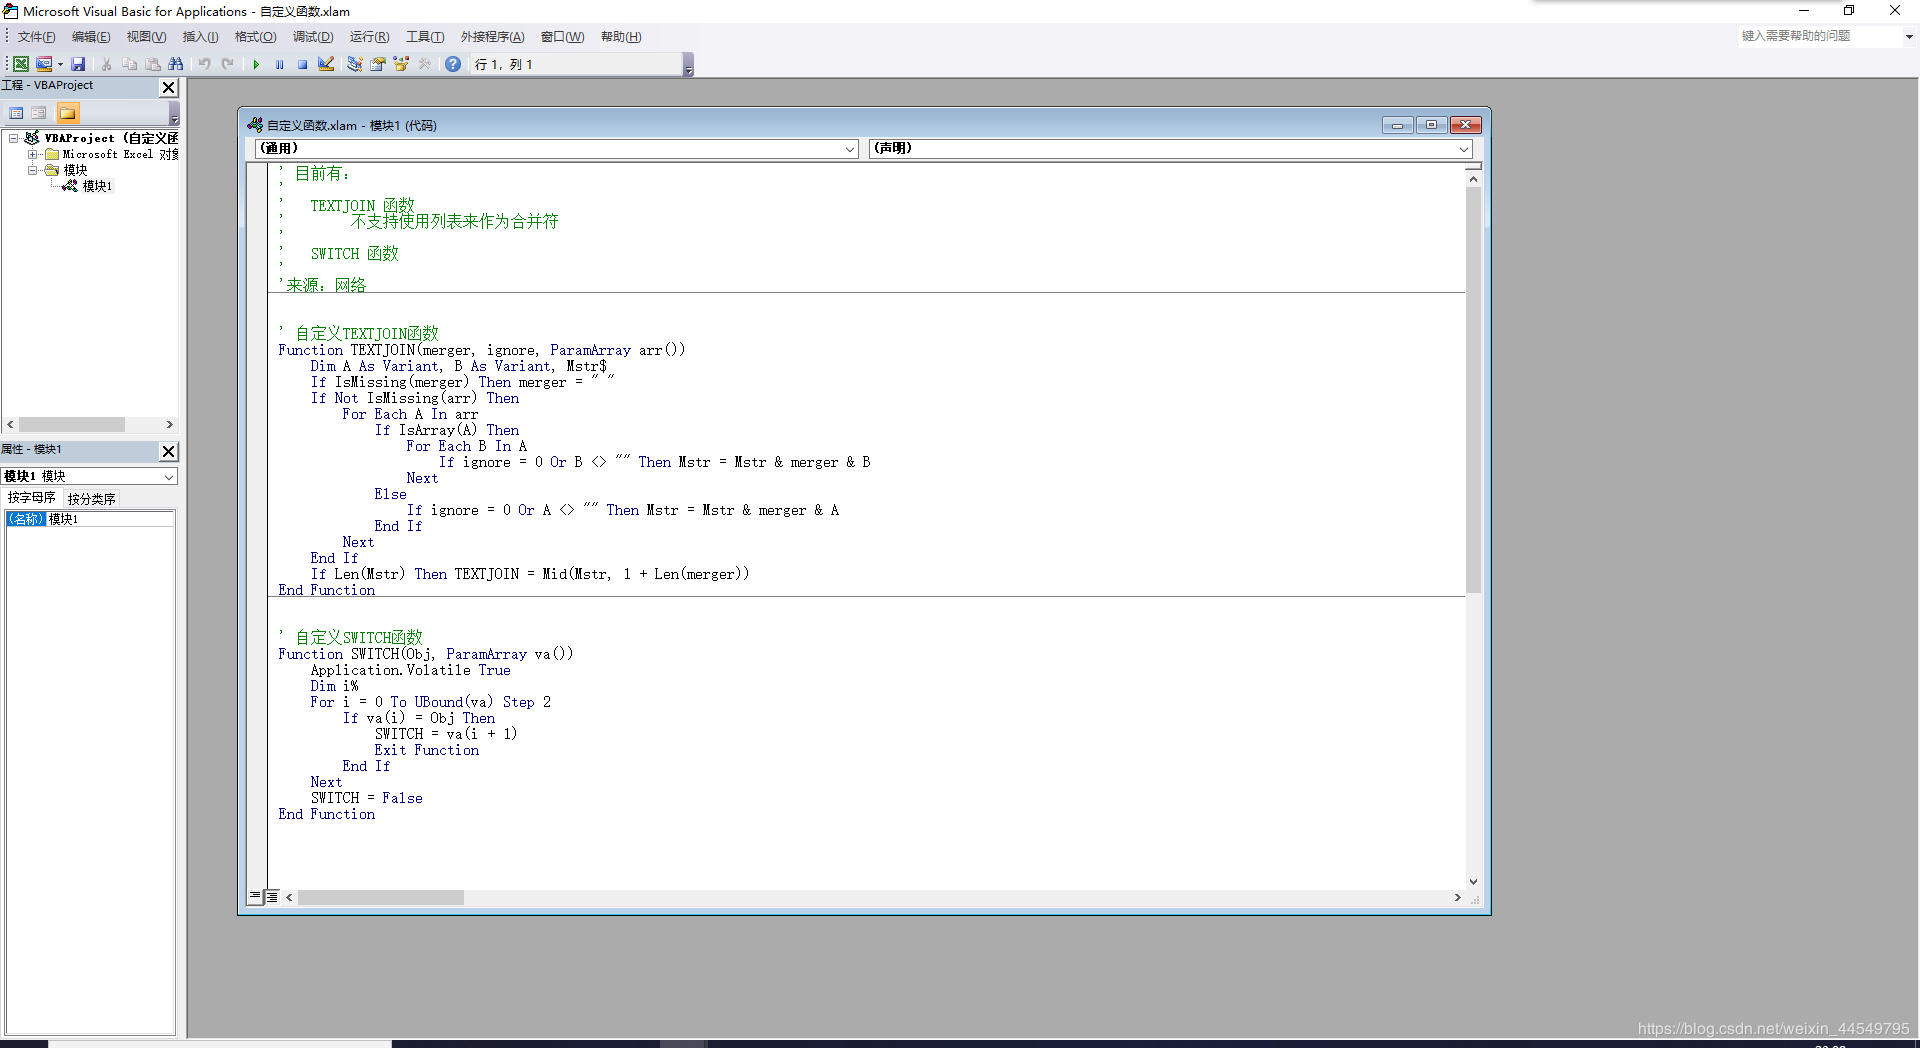 Microsoft Visual Basic for Applications - 自定义函数.xlam
文件(F) 编辑(E) 视图(V) 插入(I) 格式(O) 调试(D) 运行(R) 工具(T) 外接程序(A) 窗口(W) 帮助(H)
键入需要帮助的问题
行 1, 列 1
工程 - VBAProject
VBAProject (自定义函
Microsoft Excel 对象
模块
模块1
属性 - 模块1
模块1 模块
按字母序 按分类序
(名称) 模块1
自定义函数.xlam - 模块1 (代码)
(通用) (声明)
' 目前有：
'
'   TEXTJOIN 函数
'        不支持使用列表来作为合并符
'
'   SWITCH 函数
'
'来源：网络
' 自定义TEXTJOIN函数
Function TEXTJOIN(merger, ignore, ParamArray arr())
    Dim A As Variant, B As Variant, Mstr$
    If IsMissing(merger) Then merger = " "
    If Not IsMissing(arr) Then
        For Each A In arr
            If IsArray(A) Then
                For Each B In A
                    If ignore = 0 Or B <> "" Then Mstr = Mstr & merger & B
                Next
            Else
                If ignore = 0 Or A <> "" Then Mstr = Mstr & merger & A
            End If
        Next
    End If
    If Len(Mstr) Then TEXTJOIN = Mid(Mstr, 1 + Len(merger))
End Function
' 自定义SWITCH函数
Function SWITCH(Obj, ParamArray va())
    Application.Volatile True
    Dim i%
    For i = 0 To UBound(va) Step 2
        If va(i) = Obj Then
            SWITCH = va(i + 1)
            Exit Function
        End If
    Next
    SWITCH = False
End Function
https://blog.csdn.net/weixin_44549795